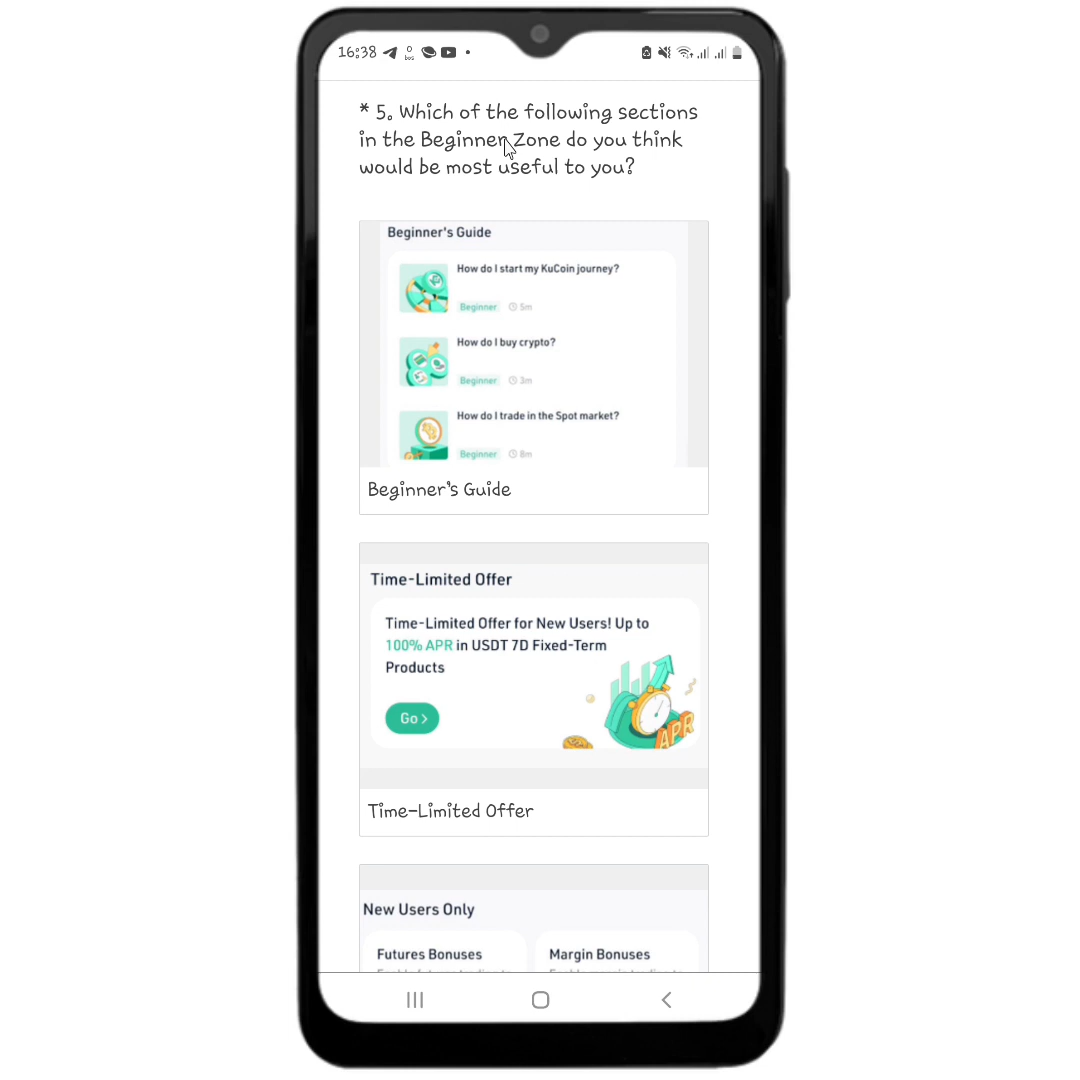 16:38
* 5. Which of the following sections
in the Beginner Zone do you think
would be most useful to you?
Beginner's Guide
How do I start my KuCoin journey?
Beginner 5m
How do I buy crypto?
Beginner 3m
How do I trade in the Spot market?
Beginner 8m
Beginner's Guide
Time-Limited Offer
Time-Limited Offer for New Users! Up to
100% APR in USDT 7D Fixed-Term
Products
Go >
APR
Time-Limited Offer
New Users Only
Futures Bonuses Margin Bonuses